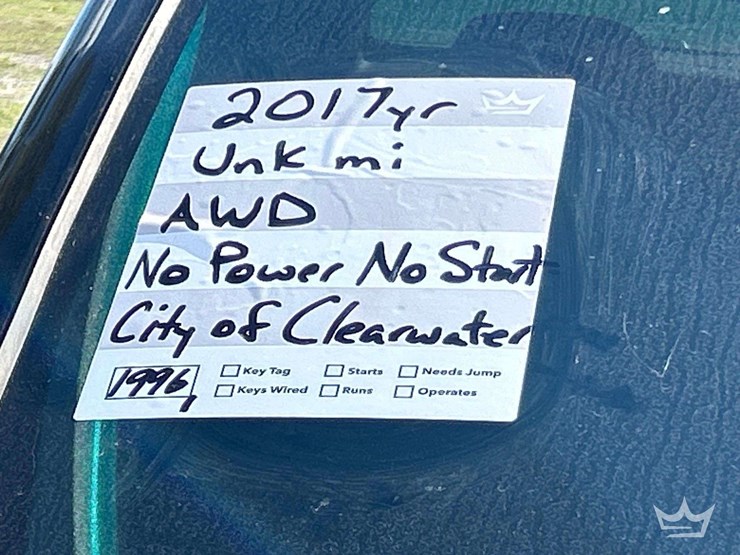 2017yr
Unk mi
AWD
No Power No Start
City of Clearwater
1996
Key Tag Starts Needs Jump
Keys Wired Runs Operates